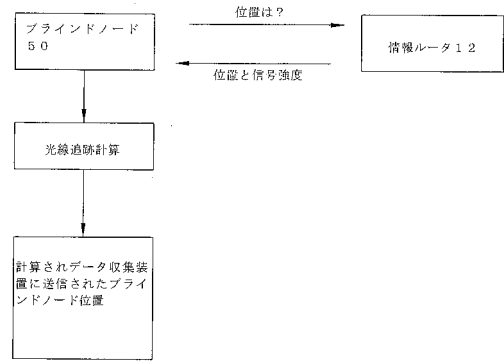 ブラインドノード
５０
位置は？
情報ルータ１２
位置と信号強度
光線追跡計算
計算されデータ収集装
置に送信されたブライ
ンドノード位置